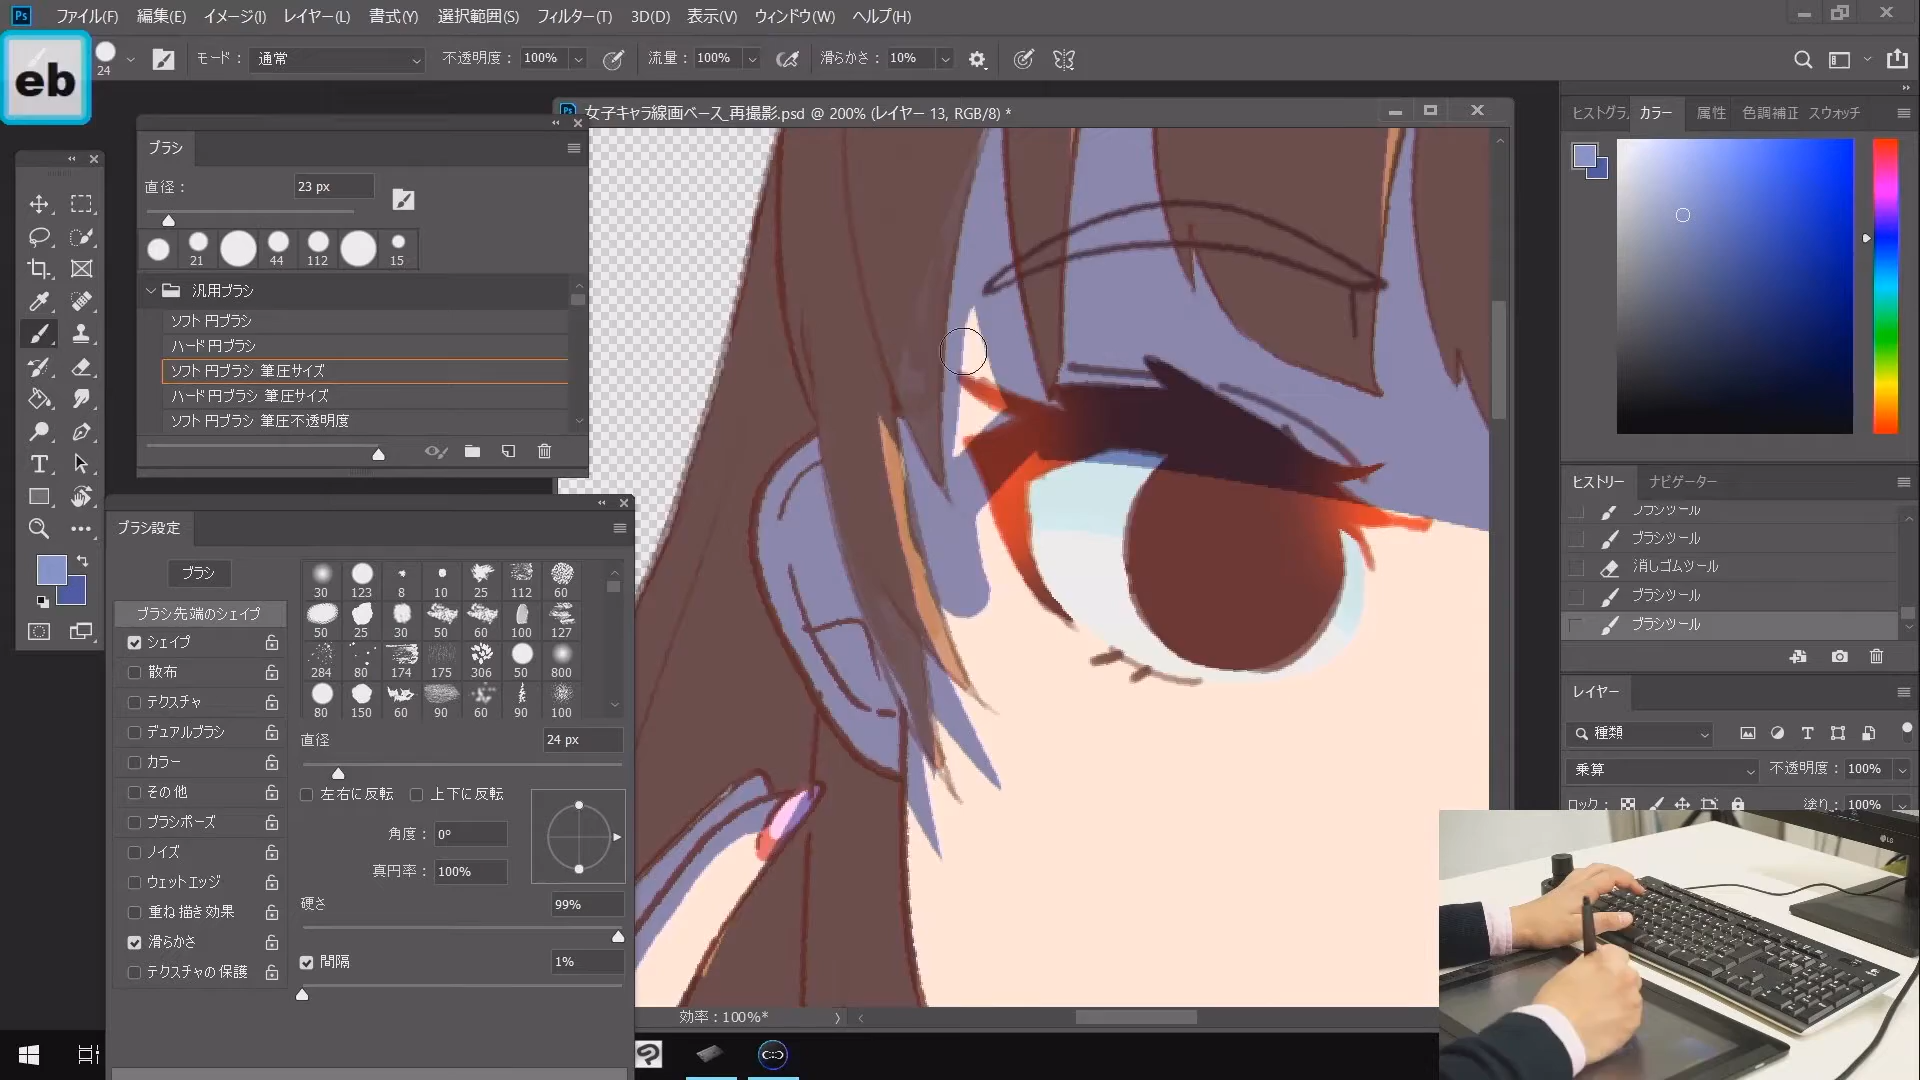 Ps ファイル(F) 編集(E) イメージ(I) レイヤー(L) 書式(Y) 選択範囲(S) フィルター(T) 3D(D) 表示(V) ウィンドウ(W) ヘルプ(H)
eb
24 モード： 通常 不透明度： 100% 流量： 100% 滑らかさ： 10%
女子キャラ線画ベース_再撮影.psd @ 200% (レイヤー 13, RGB/8) *
ブラシ
直径： 23 px
21 44 112 15
汎用ブラシ
ソフト円ブラシ
ハード円ブラシ
ソフト円ブラシ 筆圧サイズ
ハード円ブラシ 筆圧サイズ
ソフト円ブラシ 筆圧不透明度
ブラシ設定
ブラシ
ブラシ先端のシェイプ
シェイプ
散布
テクスチャ
デュアルブラシ
カラー
その他
ブラシポーズ
ノイズ
ウェットエッジ
重ね描き効果
滑らかさ
テクスチャの保護
30 123 8 10 25 112 60
50 25 30 50 60 100 127
284 80 174 175 306 50 800
80 150 60 90 60 90 100
直径 24 px
左右に反転 上下に反転
角度： 0°
真円率： 100%
硬さ 99%
間隔 1%
効率：100%*
ヒストグラ カラー 属性 色調補正 スウォッチ
ヒストリー ナビゲーター
ブラシツール
ブラシツール
消しゴムツール
ブラシツール
ブラシツール
レイヤー
種類
乗算 不透明度： 100%
ロック： 塗り： 100%
LG